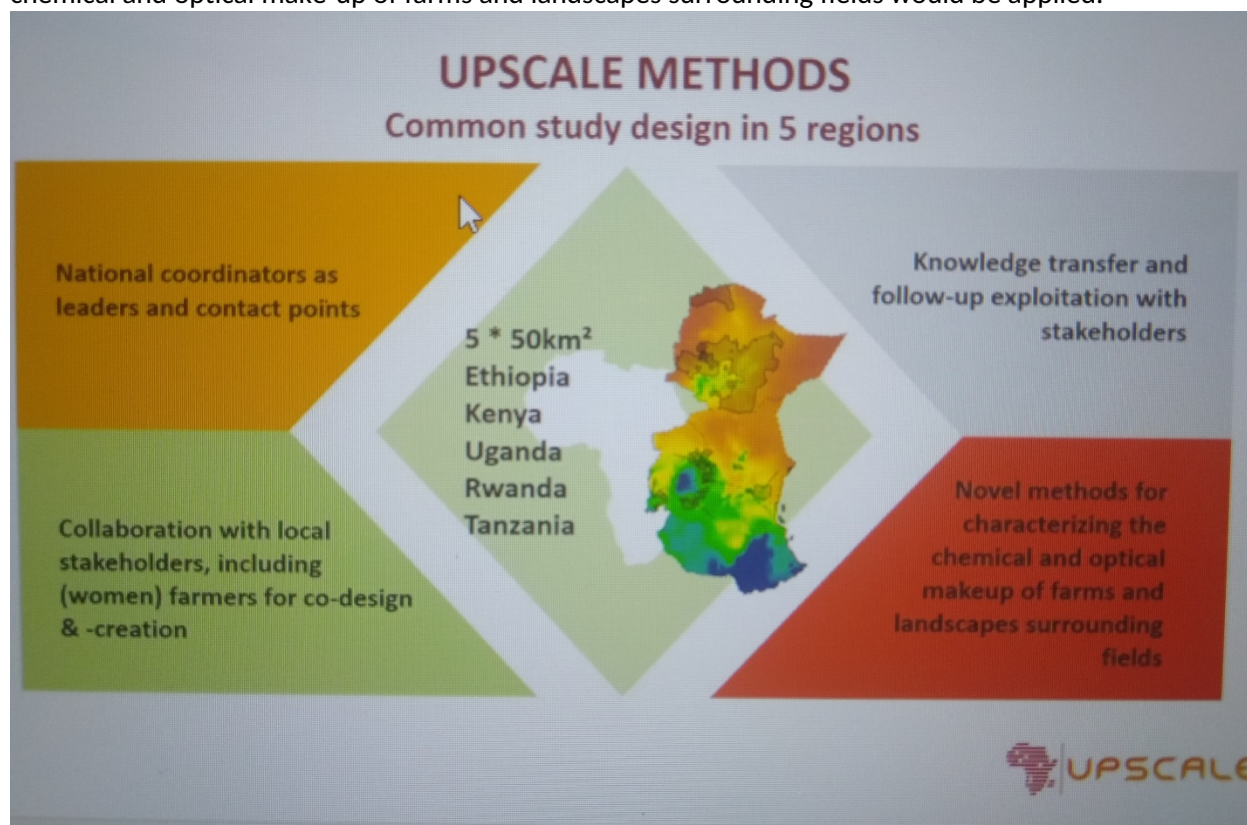 chemical and optical make-up of farms and landscapes surrounding fields would be applied.
UPSCALE METHODS
Common study design in 5 regions
National coordinators as
leaders and contact points
Knowledge transfer and
follow-up exploitation with
stakeholders
5 * 50km²
Ethiopia
Kenya
Uganda
Rwanda
Tanzania
Collaboration with local
stakeholders, including
(women) farmers for co-design
& -creation
Novel methods for
characterizing the
chemical and optical
makeup of farms and
landscapes surrounding
fields
UPSCALE